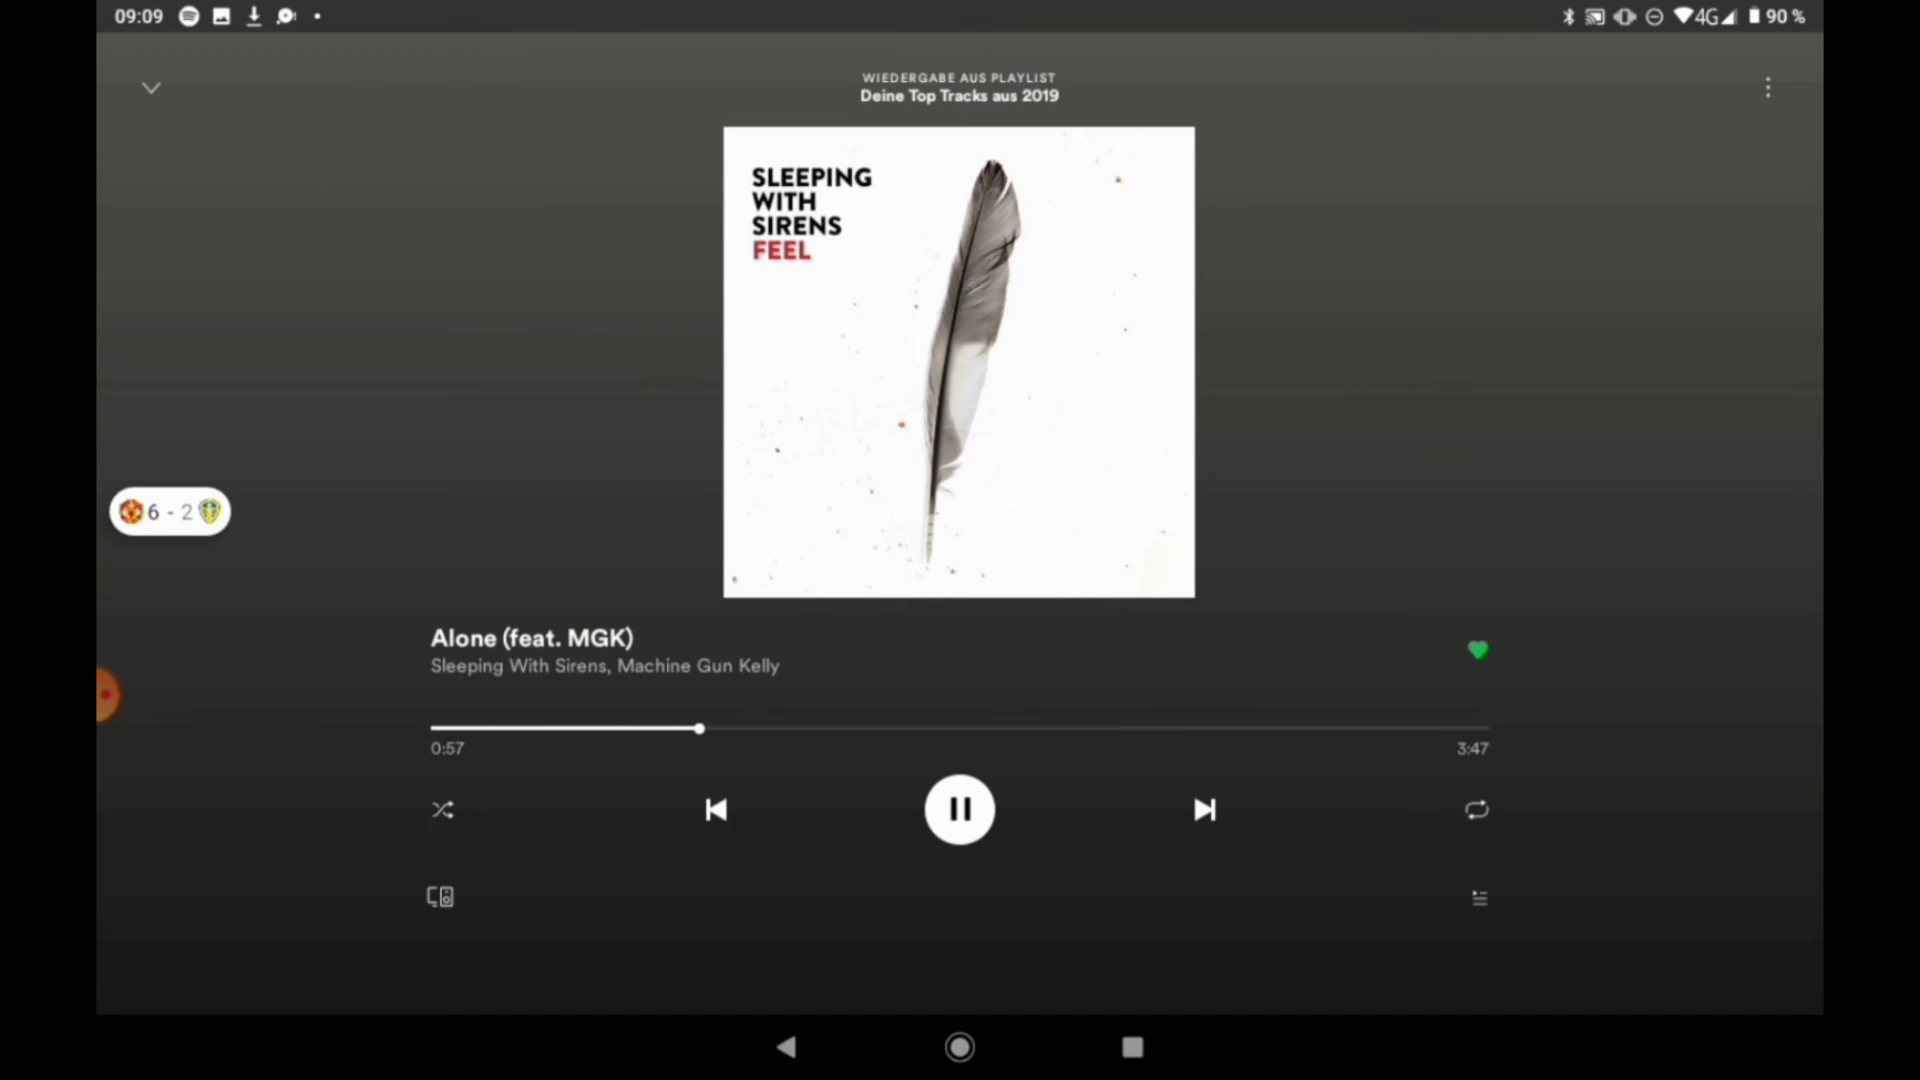 09:09
4G 90 %
WIEDERGABE AUS PLAYLIST
Deine Top Tracks aus 2019
SLEEPING
WITH
SIRENS
FEEL
6 - 2
Alone (feat. MGK)
Sleeping With Sirens, Machine Gun Kelly
0:57
3:47